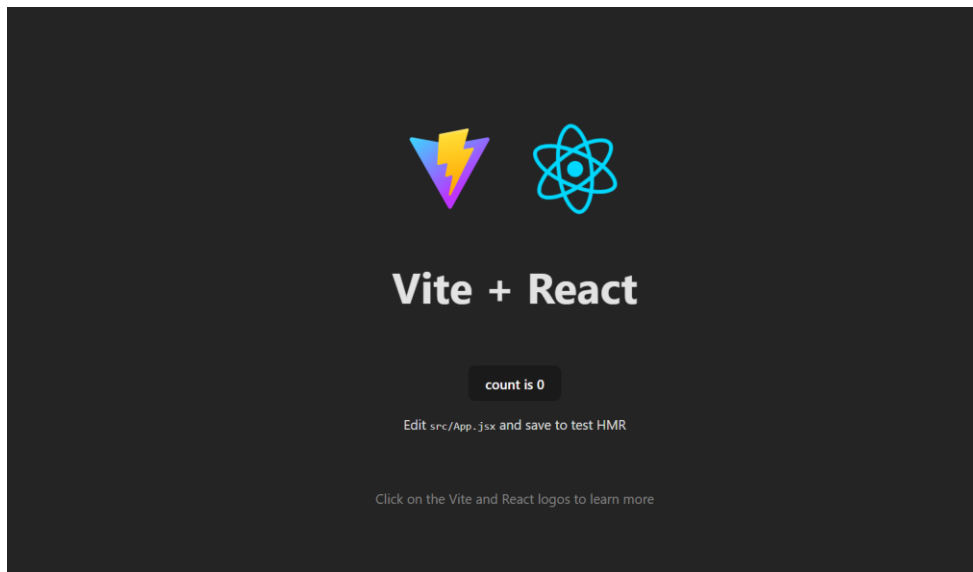 Vite + React
count is 0
Edit src/App.jsx and save to test HMR
Click on the Vite and React logos to learn more